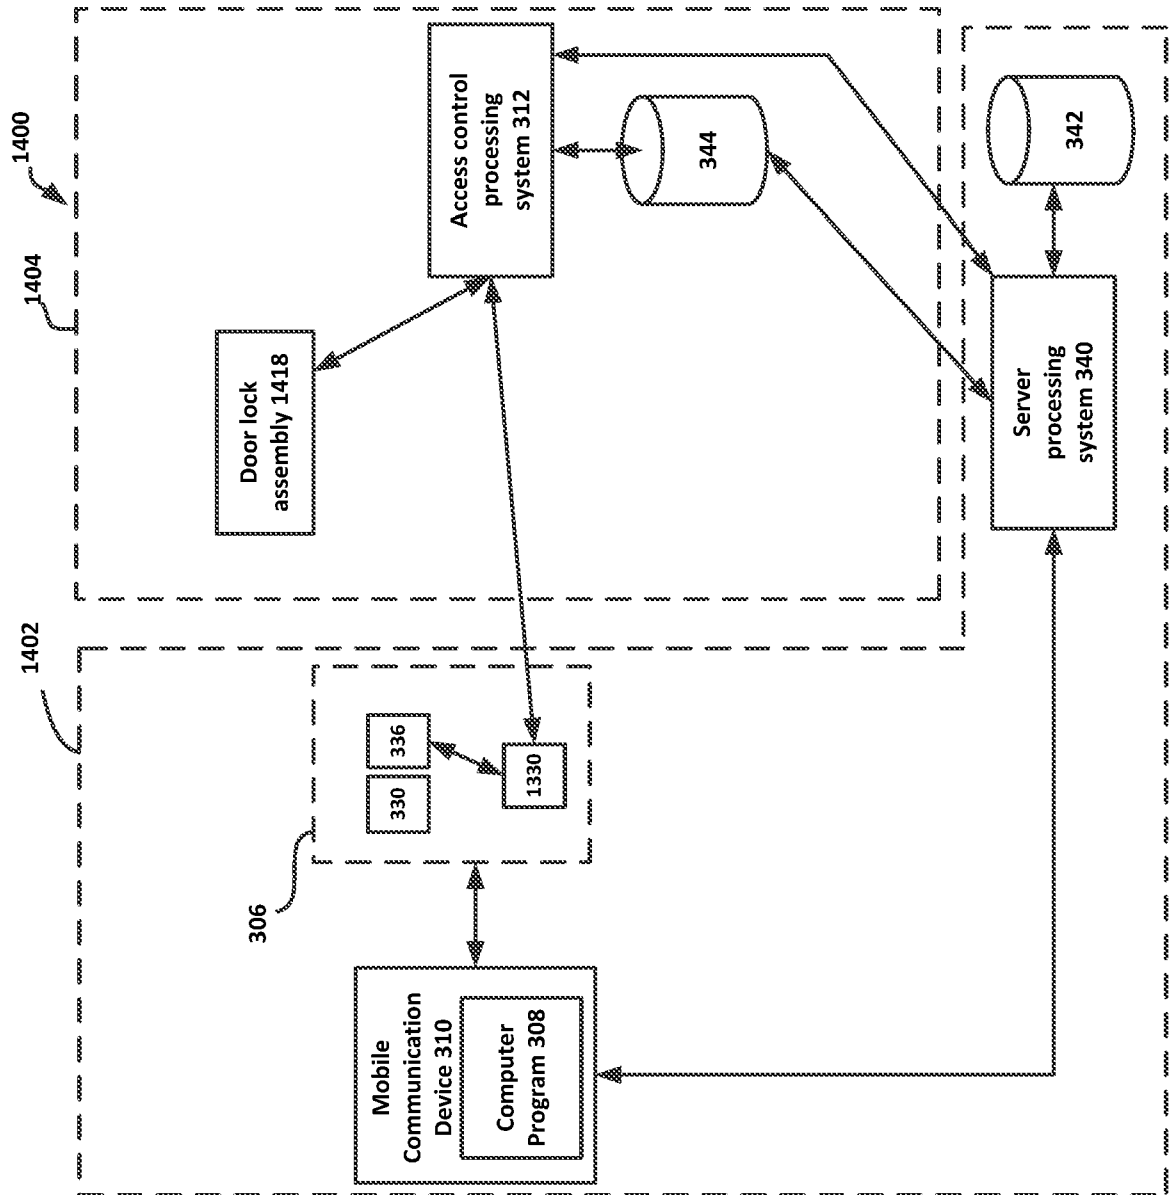 1400
1402
1404
306
Mobile
Communication
Device 310
Computer
Program 308
330
336
1330
Door lock
assembly 1418
Access control
processing
system 312
344
Server
processing
system 340
342